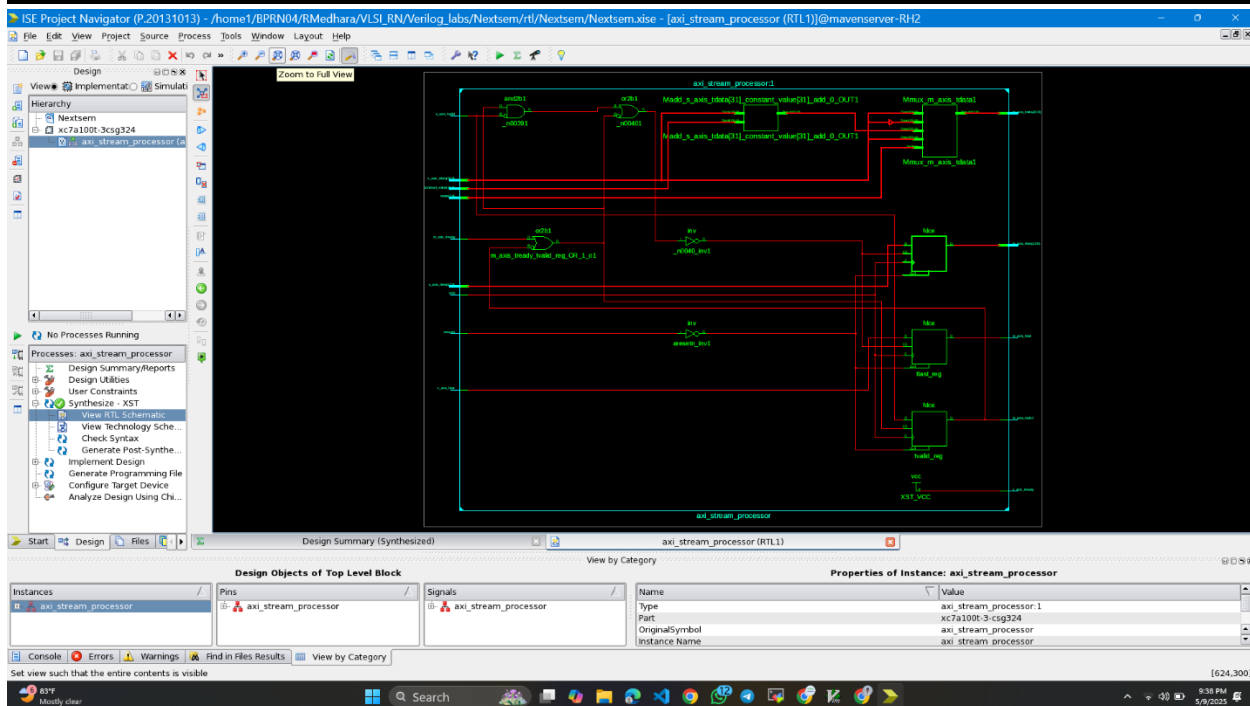 ISE Project Navigator (P.20131013) - /home1/BPRN04/RMedhara/VLSI_RN/Verilog_labs/Nextsem/rtl/Nextsem/Nextsem.xise - [axi_stream_processor (RTL1)]@mavenserver-RH2
File Edit View Project Source Process Tools Window Layout Help
Zoom to Full View
Design
View: Implementat Simulati
Hierarchy
Nextsem
xc7a100t-3csg324
axi_stream_processor (a
No Processes Running
Processes: axi_stream_processor
Design Summary/Reports
Design Utilities
User Constraints
Synthesize - XST
View RTL Schematic
View Technology Sche...
Check Syntax
Generate Post-Synthe...
Implement Design
Generate Programming File
Configure Target Device
Analyze Design Using Chi...
axi_stream_processor:1
and2b1
_n00391
or2b1
_n00401
Madd_s_axis_tdata[31]_constant_value[31]_add_0_OUT1
Madd_s_axis_tdata[31]_constant_value[31]_add_0_OUT1
Mmux_m_axis_tdata1
Mmux_m_axis_tdata1
or2b1
m_axis_tready_tvalid_reg_OR_1_o1
inv
_n0040_inv1
fdce
inv
aresetn_inv1
fdce
tlast_reg
fdce
tvalid_reg
vcc
XST_VCC
axi_stream_processor
Start Design Files
Design Summary (Synthesized)
axi_stream_processor (RTL1)
View by Category
Design Objects of Top Level Block
Properties of Instance: axi_stream_processor
Instances
axi_stream_processor
Pins
axi_stream_processor
Signals
axi_stream_processor
Name Value
Type axi_stream_processor:1
Part xc7a100t-3-csg324
OriginalSymbol axi_stream_processor
Instance Name axi_stream_processor
Console Errors Warnings Find in Files Results View by Category
Set view such that the entire contents is visible
[624,300]
83°F
Mostly clear
Search
9:38 PM
5/9/2025